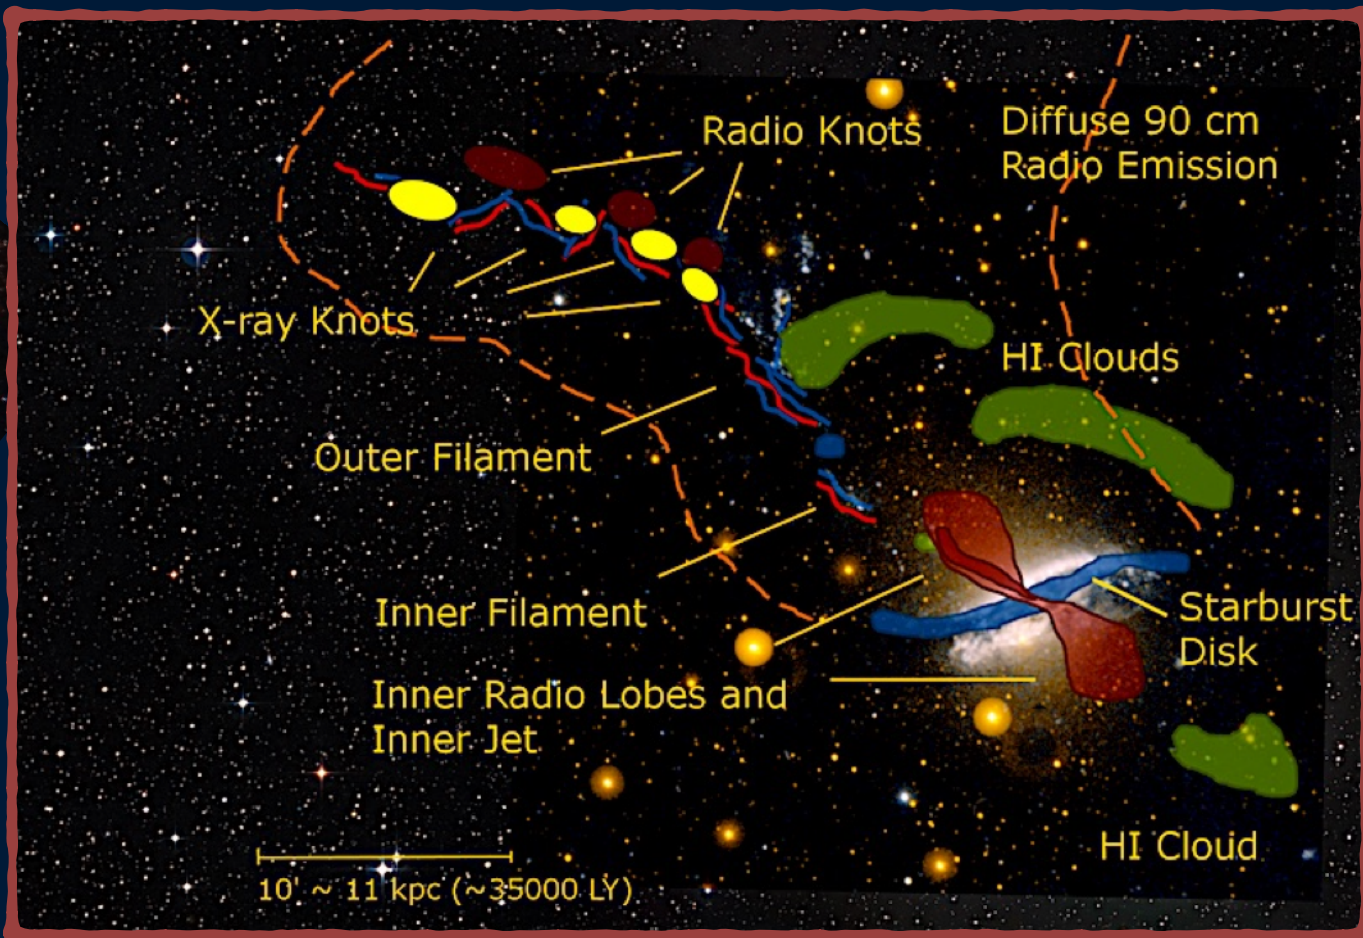 Radio Knots
Diffuse 90 cm
Radio Emission
X-ray Knots
HI Clouds
Outer Filament
Inner Filament
Starburst
Disk
Inner Radio Lobes and
Inner Jet
HI Cloud
10' ~ 11 kpc (~35000 LY)